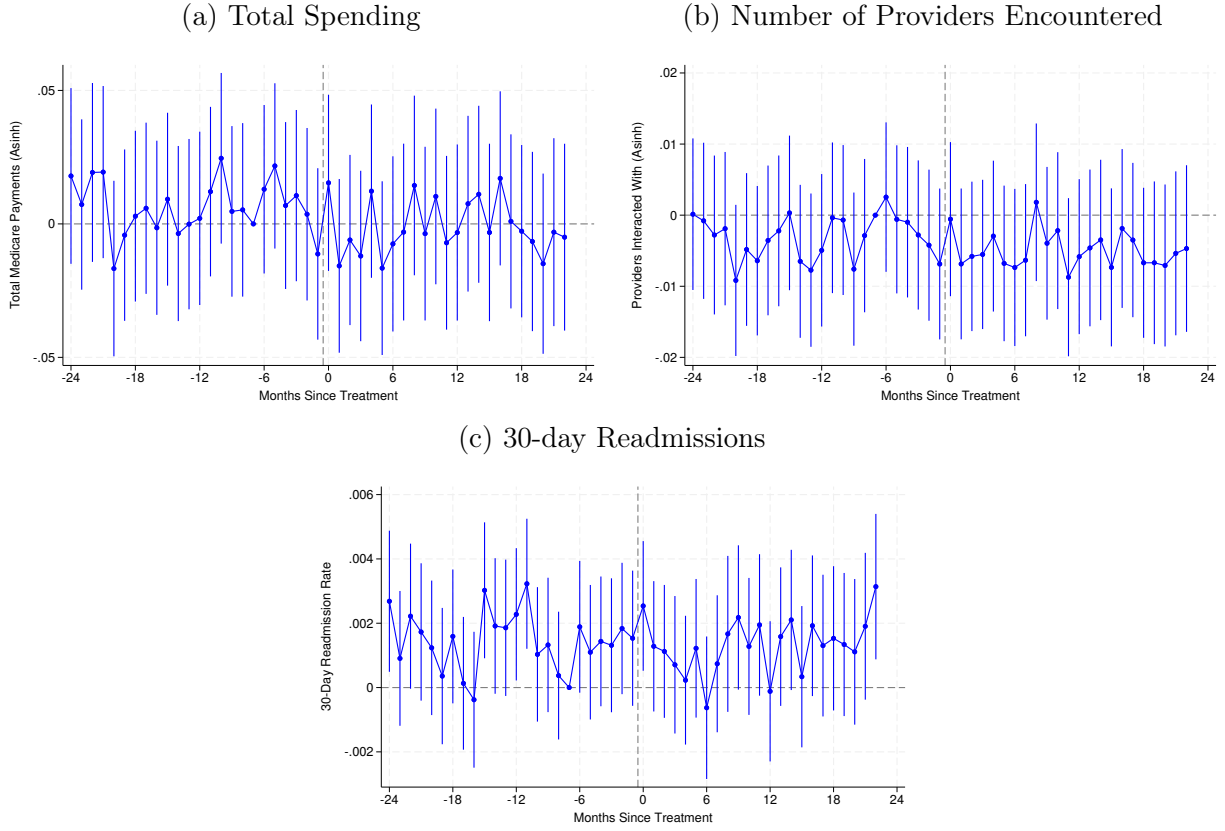 (a) Total Spending
Total Medicare Payments (Asinh)
.05
0
-.05
-24 -18 -12 -6 0 6 12 18 24
Months Since Treatment
(b) Number of Providers Encountered
Providers Interacted With (Asinh)
.02
.01
0
-.01
-.02
-24 -18 -12 -6 0 6 12 18 24
Months Since Treatment
(c) 30-day Readmissions
30-Day Readmission Rate
.006
.004
.002
0
-.002
-24 -18 -12 -6 0 6 12 18 24
Months Since Treatment